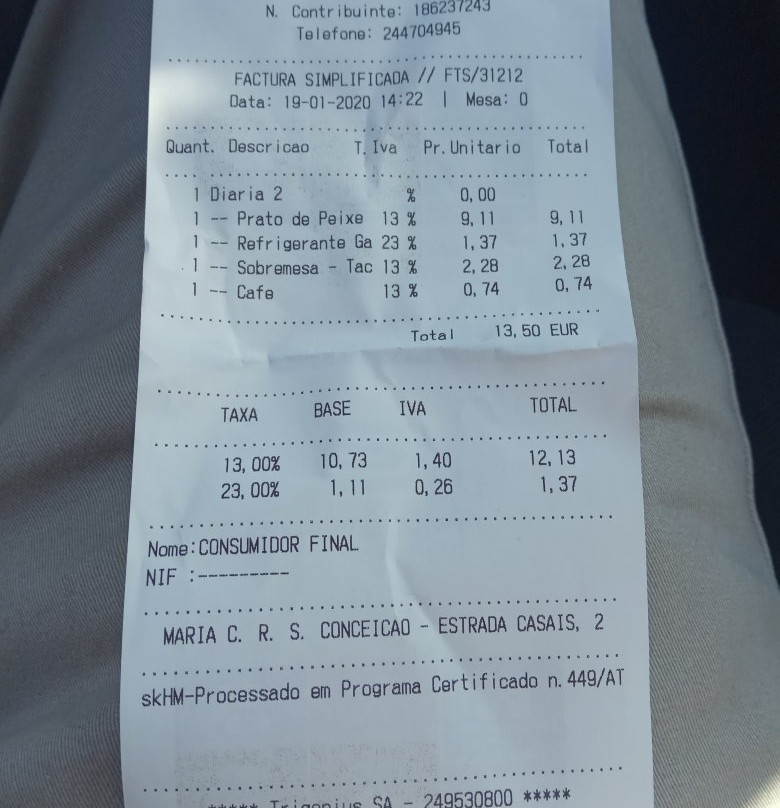 N. Contribuinte: 186237243
Telefone: 244704945
FACTURA SIMPLIFICADA // FTS/31212
Data: 19-01-2020 14:22 | Mesa: 0
Quant. Descricao T. Iva Pr.Unitario Total
1 Diaria 2 % 0,00
1 -- Prato de Peixe 13 % 9,11 9,11
1 -- Refrigerante Ga 23 % 1,37 1,37
1 -- Sobremesa - Tac 13 % 2,28 2,28
1 -- Cafe 13 % 0,74 0,74
Total 13,50 EUR
TAXA BASE IVA TOTAL
13,00% 10,73 1,40 12,13
23,00% 1,11 0,26 1,37
Nome:CONSUMIDOR FINAL
NIF :---------
MARIA C. R. S. CONCEICAO - ESTRADA CASAIS, 2
skHM-Processado em Programa Certificado n.449/AT
***** Trigenius SA - 249530800 *****